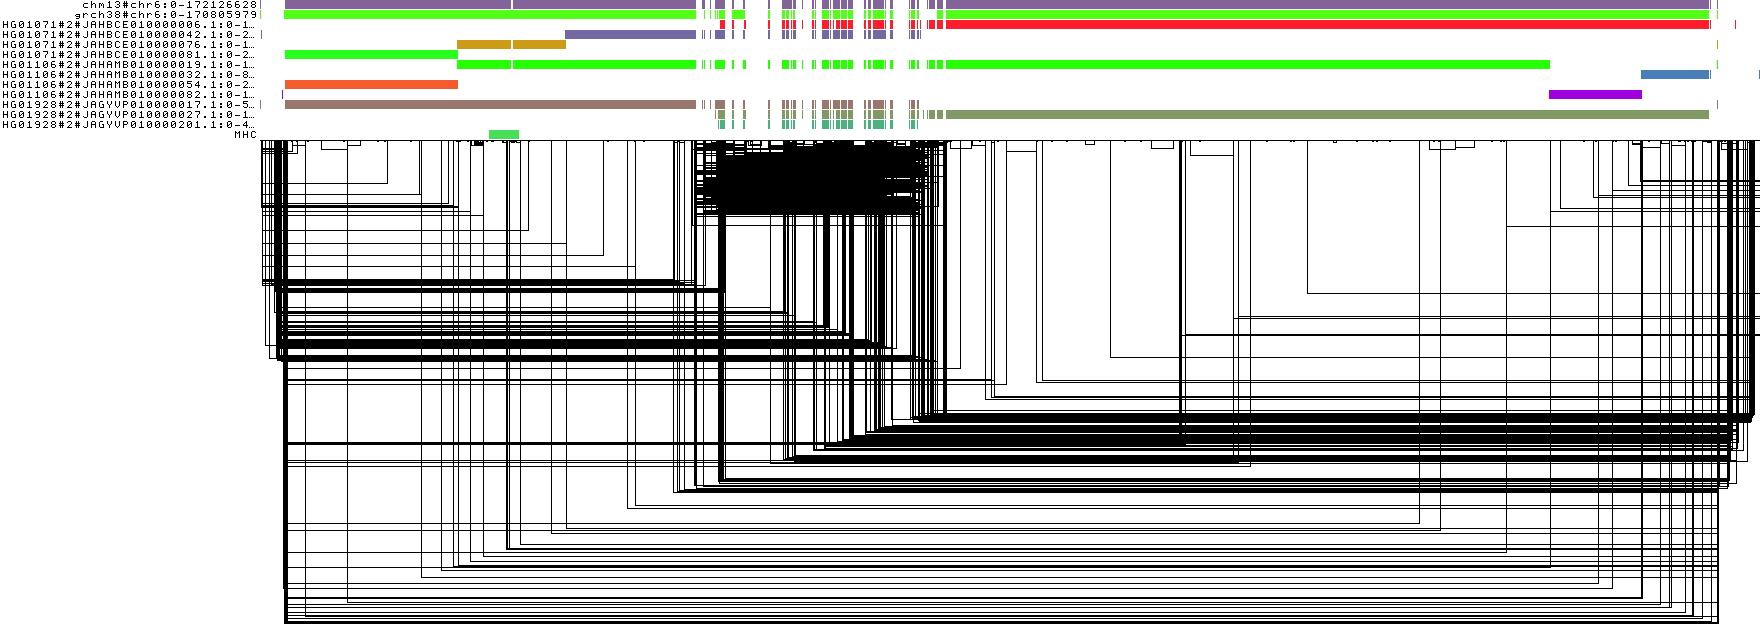 chm13#chr6:0-172126628
grch38#chr6:0-170805979
HG01071#2#JAHBCE010000006.1:0-1…
HG01071#2#JAHBCE010000042.1:0-2…
HG01071#2#JAHBCE010000076.1:0-1…
HG01071#2#JAHBCE010000081.1:0-2…
HG01106#2#JAHAMB010000019.1:0-1…
HG01106#2#JAHAMB010000032.1:0-8…
HG01106#2#JAHAMB010000054.1:0-2…
HG01106#2#JAHAMB010000082.1:0-1…
HG01928#2#JAGYVP010000017.1:0-5…
HG01928#2#JAGYVP010000027.1:0-1…
HG01928#2#JAGYVP010000201.1:0-4…
MHC